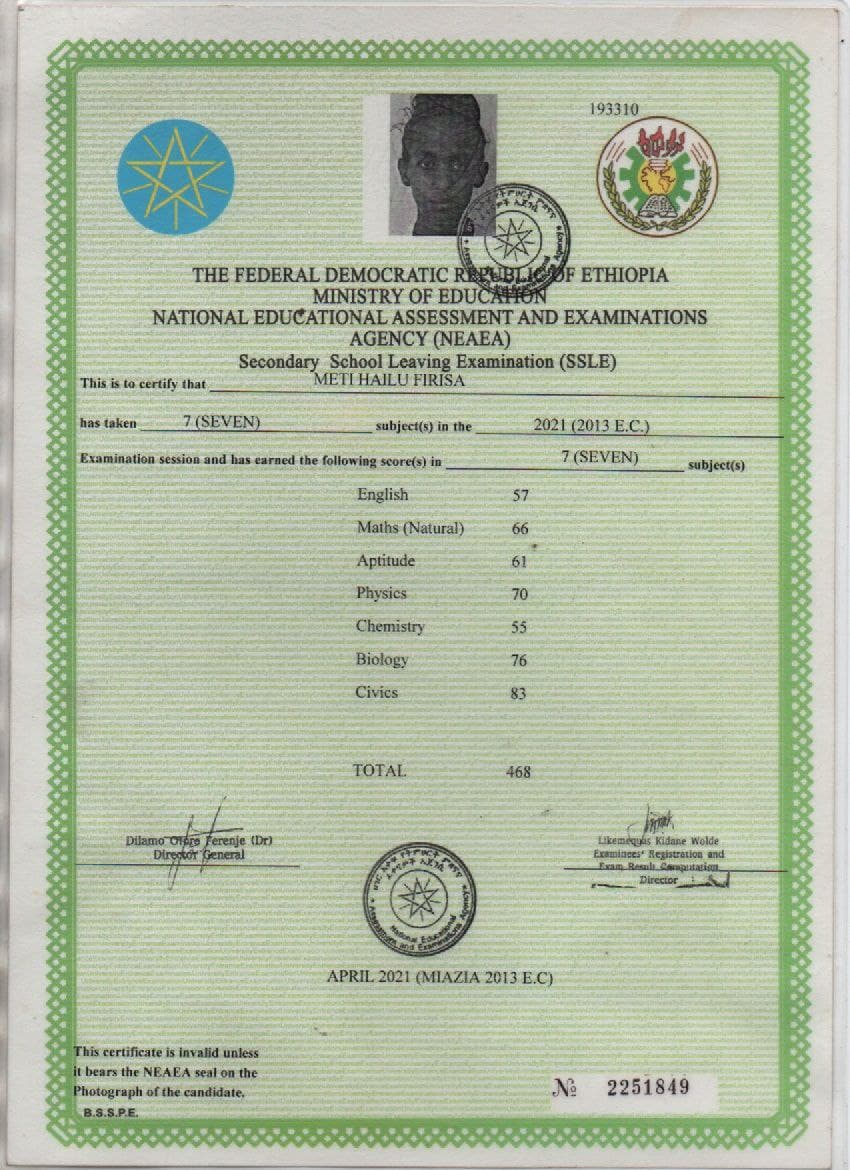 193310
THE FEDERAL DEMOCRATIC REPUBLIC OF ETHIOPIA
MINISTRY OF EDUCATION
NATIONAL EDUCATIONAL ASSESSMENT AND EXAMINATIONS
AGENCY (NEAEA)
Secondary School Leaving Examination (SSLE)
This is to certify that METI HAILU FIRISA
has taken 7 (SEVEN) subject(s) in the 2021 (2013 E.C.)
Examination session and has earned the following score(s) in 7 (SEVEN) subject(s)
English 57
Maths (Natural) 66
Aptitude 61
Physics 70
Chemistry 55
Biology 76
Civics 83
TOTAL 468
Dilamo Otore Ferenje (Dr)
Director General
Likemequas Kidane Wolde
Examinees' Registration and
Exam Result Computation
Director
National Educational
Assessment and Examinations Agency
APRIL 2021 (MIAZIA 2013 E.C)
This certificate is invalid unless
it bears the NEAEA seal on the
Photograph of the candidate.
B.S.S.P.E.
№ 2251849